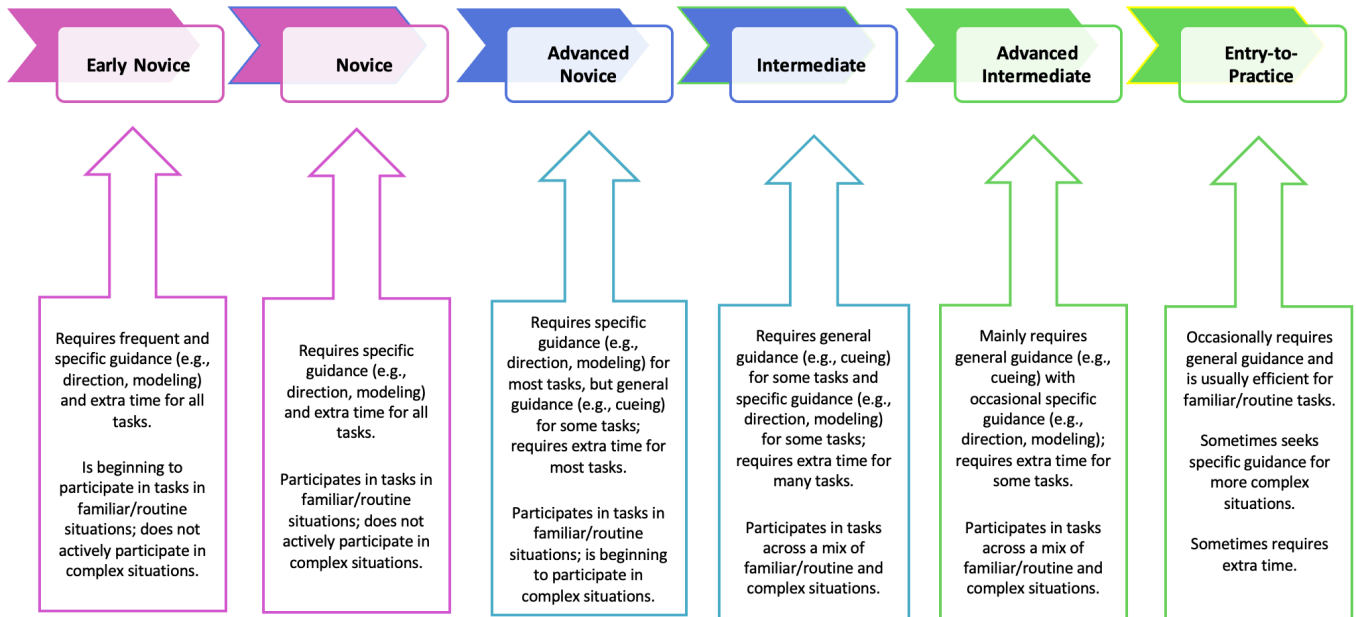 Early Novice
Novice
Advanced
Novice
Intermediate
Advanced
Intermediate
Entry-to-
Practice
Requires frequent and
specific guidance (e.g.,
direction, modeling)
and extra time for all
tasks.
Is beginning to
participate in tasks in
familiar/routine
situations; does not
actively participate in
complex situations.
Requires specific
guidance (e.g.,
direction, modeling)
and extra time for all
tasks.
Participates in tasks in
familiar/routine
situations; does not
actively participate in
complex situations.
Requires specific
guidance (e.g.,
direction, modeling) for
most tasks, but general
guidance (e.g., cueing)
for some tasks;
requires extra time for
most tasks.
Participates in tasks in
familiar/routine
situations; is beginning
to participate in
complex situations.
Requires general
guidance (e.g., cueing)
for some tasks and
specific guidance (e.g.,
direction, modeling)
for some tasks;
requires extra time for
many tasks.
Participates in tasks
across a mix of
familiar/routine and
complex situations.
Mainly requires
general guidance (e.g.,
cueing) with
occasional specific
guidance (e.g.,
direction, modeling);
requires extra time for
some tasks.
Participates in tasks
across a mix of
familiar/routine and
complex situations.
Occasionally requires
general guidance and
is usually efficient for
familiar/routine tasks.
Sometimes seeks
specific guidance for
more complex
situations.
Sometimes requires
extra time.